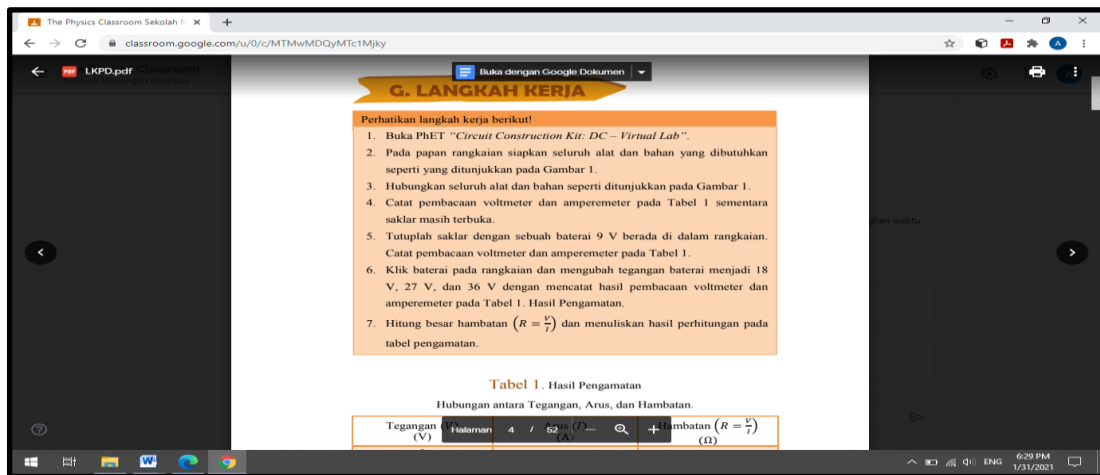 The Physics Classroom Sekolah M
classroom.google.com/u/0/c/MTMwMDQyMTc1Mjky
A
PDF LKPD.pdf
Buka dengan Google Dokumen
G. LANGKAH KERJA
Perhatikan langkah kerja berikut!
1. Buka PhET "Circuit Construction Kit: DC – Virtual Lab".
2. Pada papan rangkaian siapkan seluruh alat dan bahan yang dibutuhkan
seperti yang ditunjukkan pada Gambar 1.
3. Hubungkan seluruh alat dan bahan seperti ditunjukkan pada Gambar 1.
4. Catat pembacaan voltmeter dan amperemeter pada Tabel 1 sementara
saklar masih terbuka.
5. Tutuplah saklar dengan sebuah baterai 9 V berada di dalam rangkaian.
Catat pembacaan voltmeter dan amperemeter pada Tabel 1.
6. Klik baterai pada rangkaian dan mengubah tegangan baterai menjadi 18
V, 27 V, dan 36 V dengan mencatat hasil pembacaan voltmeter dan
amperemeter pada Tabel 1. Hasil Pengamatan.
7. Hitung besar hambatan (R = V/I) dan menuliskan hasil perhitungan pada
tabel pengamatan.
Tabel 1. Hasil Pengamatan
Hubungan antara Tegangan, Arus, dan Hambatan.
Tegangan (V) Arus (I) Hambatan (R = V/I)
(V) (A) (Ω)
Halaman 4 / 52
ENG
6:29 PM
1/31/2021